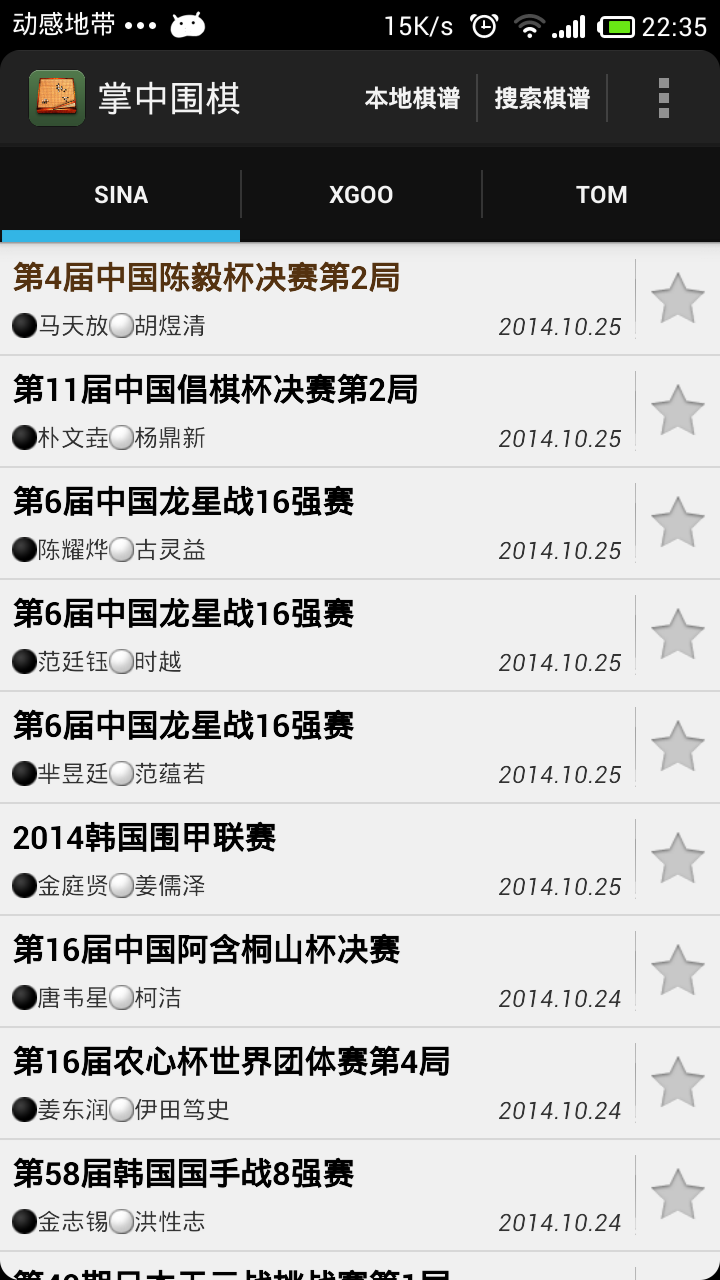 动感地带 ••• 15K/s 22:35
掌中围棋 本地棋谱 搜索棋谱
SINA XGOO TOM
第4届中国陈毅杯决赛第2局
马天放 胡煜清 2014.10.25
第11届中国倡棋杯决赛第2局
朴文垚 杨鼎新 2014.10.25
第6届中国龙星战16强赛
陈耀烨 古灵益 2014.10.25
第6届中国龙星战16强赛
范廷钰 时越 2014.10.25
第6届中国龙星战16强赛
芈昱廷 范蕴若 2014.10.25
2014韩国围甲联赛
金庭贤 姜儒泽 2014.10.25
第16届中国阿含桐山杯决赛
唐韦星 柯洁 2014.10.24
第16届农心杯世界团体赛第4局
姜东润 伊田笃史 2014.10.24
第58届韩国国手战8强赛
金志锡 洪性志 2014.10.24